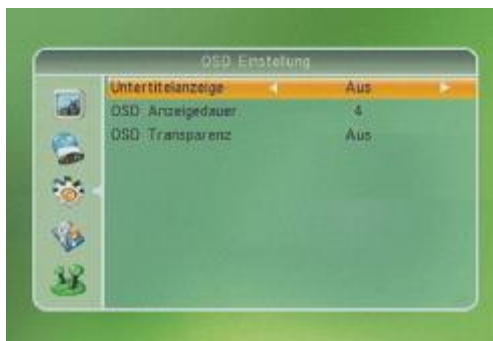 OSD Einstellung
Untertitelanzeige Aus
OSD Anzeigedauer 4
OSD Transparenz Aus